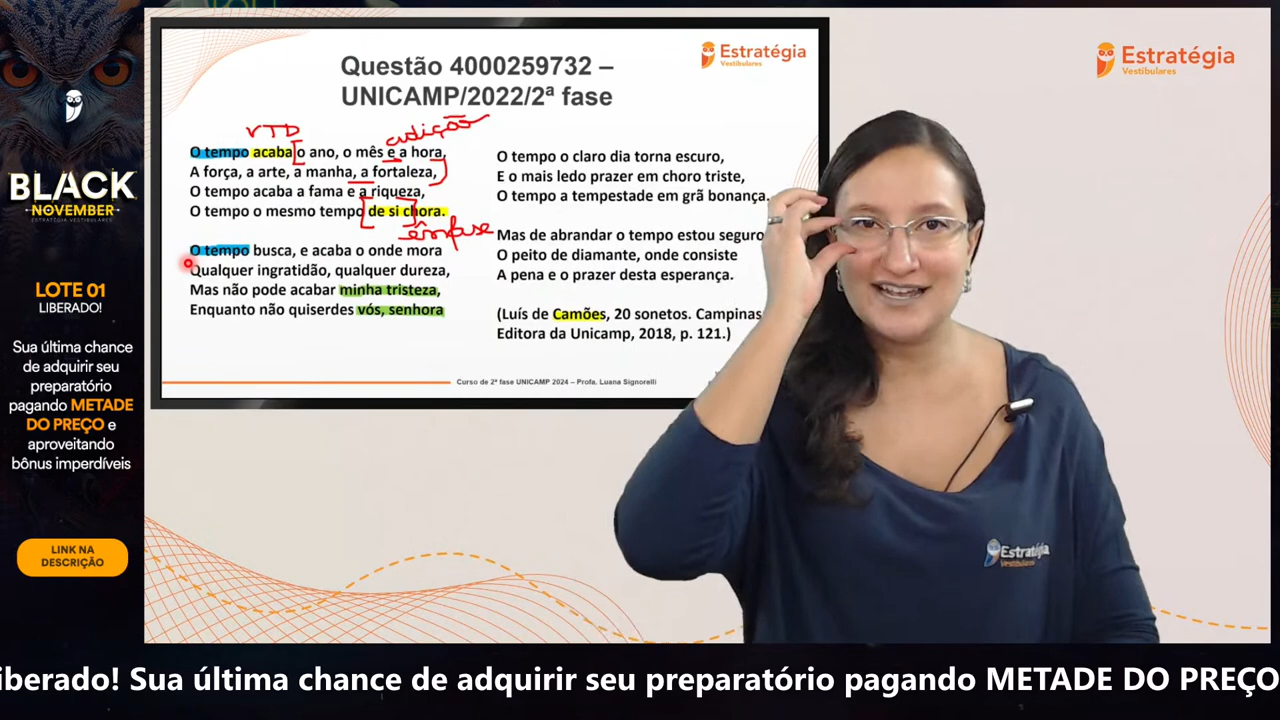 BLACK
NOVEMBER
ESTRATÉGIA VESTIBULARES
LOTE 01
LIBERADO!
Sua última chance
de adquirir seu
preparatório
pagando METADE
DO PREÇO e
aproveitando
bônus imperdíveis
LINK NA
DESCRIÇÃO
Questão 4000259732 –
UNICAMP/2022/2ª fase
Estratégia
Vestibulares
VTD
adição
O tempo acaba o ano, o mês e a hora,
A força, a arte, a manha, a fortaleza,
O tempo acaba a fama e a riqueza,
O tempo o mesmo tempo de si chora.
ênfase
O tempo busca, e acaba o onde mora
Qualquer ingratidão, qualquer dureza,
Mas não pode acabar minha tristeza,
Enquanto não quiserdes vós, senhora
O tempo o claro dia torna escuro,
E o mais ledo prazer em choro triste,
O tempo a tempestade em grã bonança.
Mas de abrandar o tempo estou seguro
O peito de diamante, onde consiste
A pena e o prazer desta esperança.
(Luís de Camões, 20 sonetos. Campinas
Editora da Unicamp, 2018, p. 121.)
Curso de 2ª fase UNICAMP 2024 – Profa. Luana Signorelli
Estratégia
Vestibulares
Estratégia
Vestibulares
iberado! Sua última chance de adquirir seu preparatório pagando METADE DO PREÇO